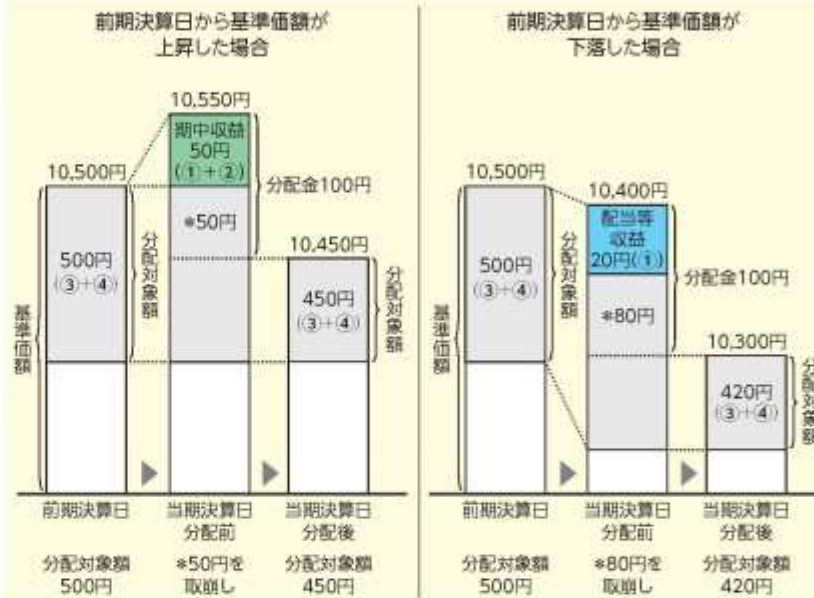 前期決算日から基準価額が
上昇した場合
10,500円
500円
(③+④)
基準価額
分配対象額
10,550円
期中収益
50円
(①+②)
*50円
分配金100円
10,450円
450円
(③+④)
分配対象額
前期決算日
当期決算日
分配前
当期決算日
分配後
分配対象額
500円
*50円を
取崩し
分配対象額
450円
前期決算日から基準価額が
下落した場合
10,500円
500円
(③+④)
基準価額
分配対象額
10,400円
配当等
収益
20円(①)
*80円
分配金100円
10,300円
420円
(③+④)
分配対象額
前期決算日
当期決算日
分配前
当期決算日
分配後
分配対象額
500円
*80円を
取崩し
分配対象額
420円